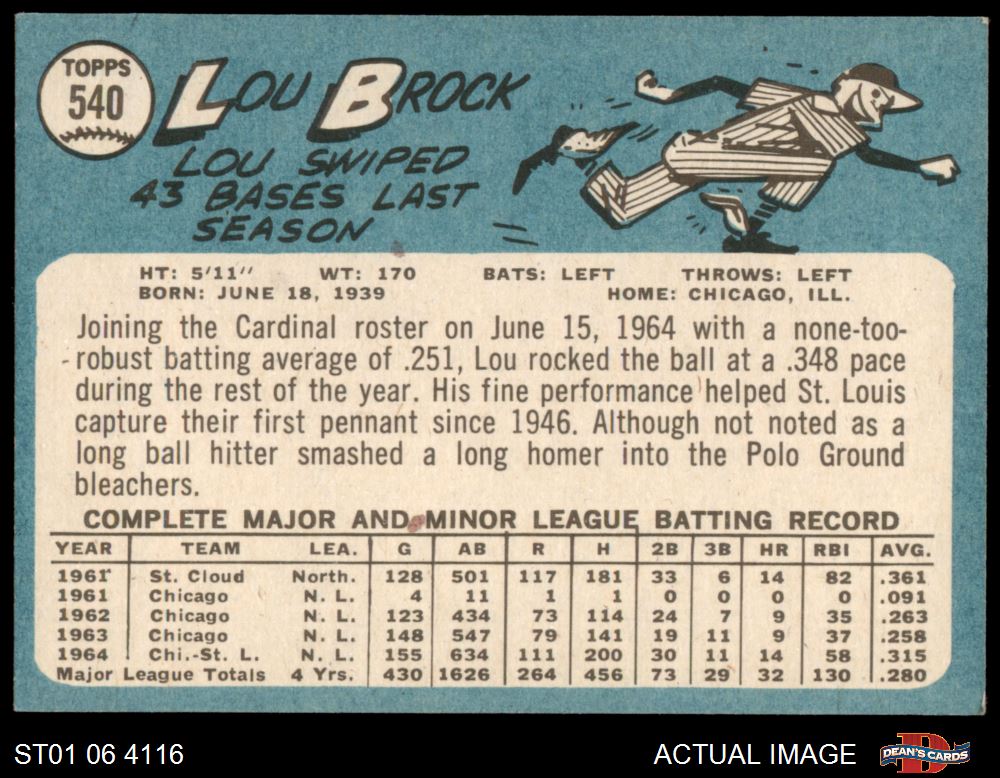 TOPPS
540
LOU BROCK
LOU SWIPED
43 BASES LAST
SEASON
HT: 5'11" WT: 170 BATS: LEFT THROWS: LEFT
BORN: JUNE 18, 1939 HOME: CHICAGO, ILL.
Joining the Cardinal roster on June 15, 1964 with a none-too-
robust batting average of .251, Lou rocked the ball at a .348 pace
during the rest of the year. His fine performance helped St. Louis
capture their first pennant since 1946. Although not noted as a
long ball hitter smashed a long homer into the Polo Ground
bleachers.
COMPLETE MAJOR AND MINOR LEAGUE BATTING RECORD
YEAR TEAM LEA. G AB R H 2B 3B HR RBI AVG.
1961 St. Cloud North. 128 501 117 181 33 6 14 82 .361
1961 Chicago N. L. 4 11 1 1 0 0 0 0 .091
1962 Chicago N. L. 123 434 73 114 24 7 9 35 .263
1963 Chicago N. L. 148 547 79 141 19 11 9 37 .258
1964 Chi.-St. L. N. L. 155 634 111 200 30 11 14 58 .315
Major League Totals 4 Yrs. 430 1626 264 456 73 29 32 130 .280
ST01 06 4116 ACTUAL IMAGE DEAN'S CARDS